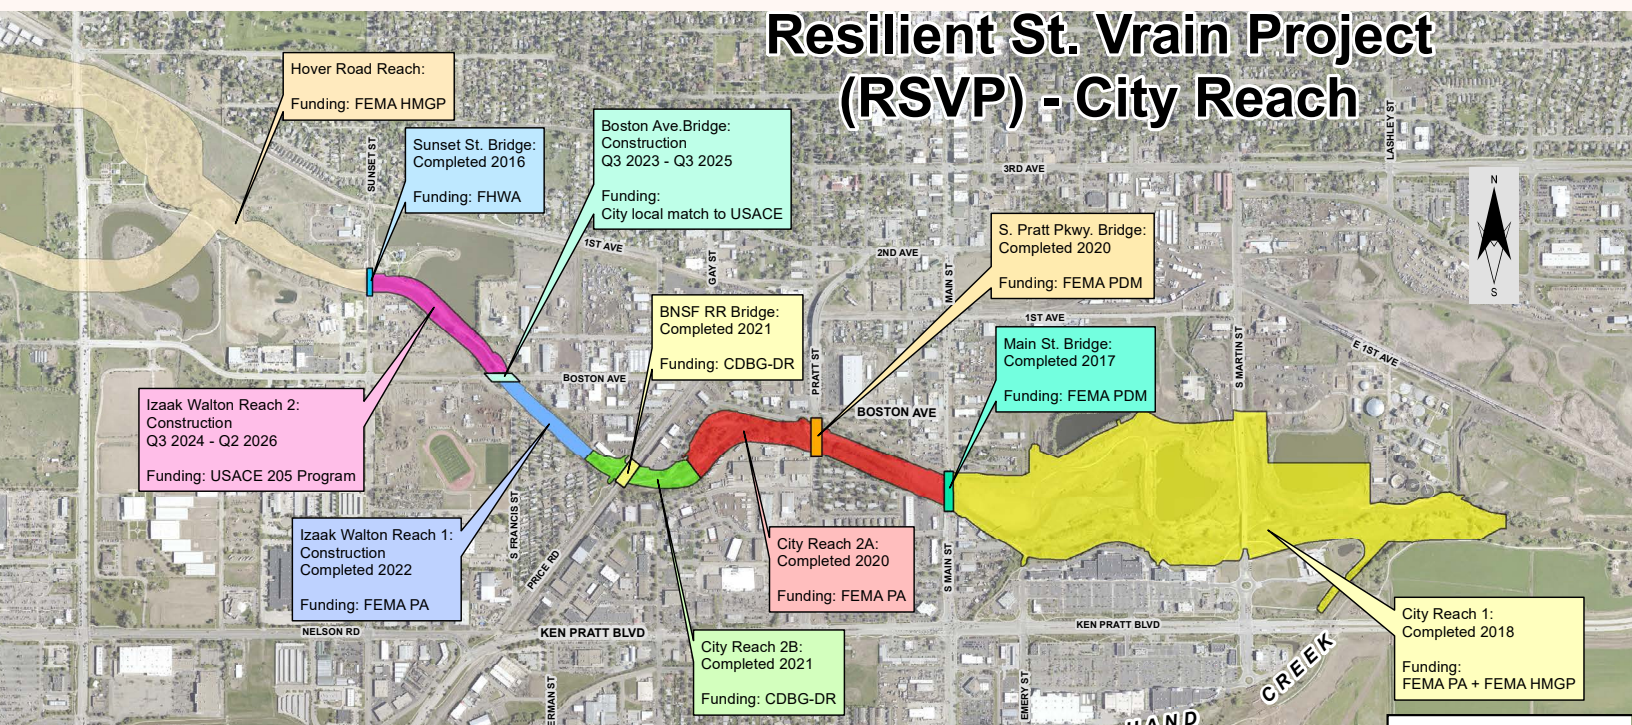 Resilient St. Vrain Project
(RSVP) - City Reach
Hover Road Reach:
Funding: FEMA HMGP
Sunset St. Bridge:
Completed 2016
Funding: FHWA
Boston Ave.Bridge:
Construction
Q3 2023 - Q3 2025
Funding:
City local match to USACE
SUNSET ST
LASHLEY ST
3RD AVE
N
S
S. Pratt Pkwy. Bridge:
Completed 2020
Funding: FEMA PDM
1ST AVE
2ND AVE
GAY ST
MAIN ST
BNSF RR Bridge:
Completed 2021
Funding: CDBG-DR
1ST AVE
Main St. Bridge:
Completed 2017
Funding: FEMA PDM
PRATT ST
S MARTIN ST
E 1ST AVE
BOSTON AVE
BOSTON AVE
Izaak Walton Reach 2:
Construction
Q3 2024 - Q2 2026
Funding: USACE 205 Program
Izaak Walton Reach 1:
Construction
Completed 2022
Funding: FEMA PA
S FRANCIS ST
PRICE RD
City Reach 2A:
Completed 2020
Funding: FEMA PA
S MAIN ST
City Reach 1:
Completed 2018
Funding:
FEMA PA + FEMA HMGP
NELSON RD
KEN PRATT BLVD
KEN PRATT BLVD
City Reach 2B:
Completed 2021
Funding: CDBG-DR
ERMAN ST
EMERY ST
HAND
CREEK